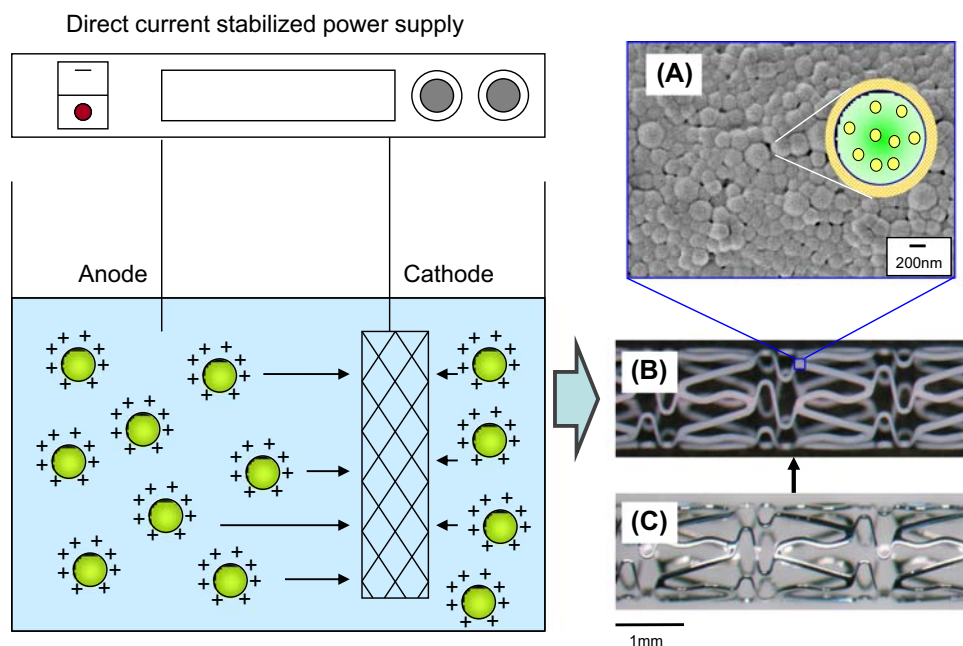 Direct current stabilized power supply
(A)
200nm
Anode
Cathode
(B)
(C)
1mm